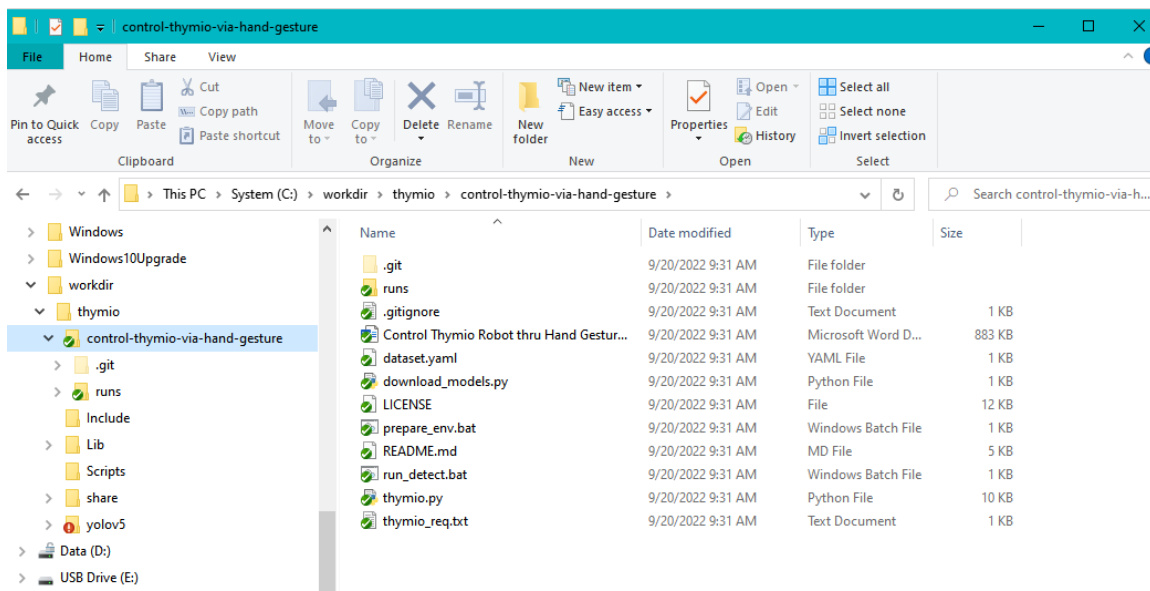 control-thymio-via-hand-gesture
File Home Share View
Pin to Quick access
Copy
Paste
Cut
Copy path
Paste shortcut
Clipboard
Move to
Copy to
Delete
Rename
Organize
New folder
New item
Easy access
New
Properties
Open
Edit
History
Open
Select all
Select none
Invert selection
Select
This PC System (C:) workdir thymio control-thymio-via-hand-gesture
Search control-thymio-via-h...
Windows
Windows10Upgrade
workdir
thymio
control-thymio-via-hand-gesture
.git
runs
Include
Lib
Scripts
share
yolov5
Data (D:)
USB Drive (E:)
Name Date modified Type Size
.git 9/20/2022 9:31 AM File folder
runs 9/20/2022 9:31 AM File folder
.gitignore 9/20/2022 9:31 AM Text Document 1 KB
Control Thymio Robot thru Hand Gestur... 9/20/2022 9:31 AM Microsoft Word D... 883 KB
dataset.yaml 9/20/2022 9:31 AM YAML File 1 KB
download_models.py 9/20/2022 9:31 AM Python File 1 KB
LICENSE 9/20/2022 9:31 AM File 12 KB
prepare_env.bat 9/20/2022 9:31 AM Windows Batch File 1 KB
README.md 9/20/2022 9:31 AM MD File 5 KB
run_detect.bat 9/20/2022 9:31 AM Windows Batch File 1 KB
thymio.py 9/20/2022 9:31 AM Python File 10 KB
thymio_req.txt 9/20/2022 9:31 AM Text Document 1 KB